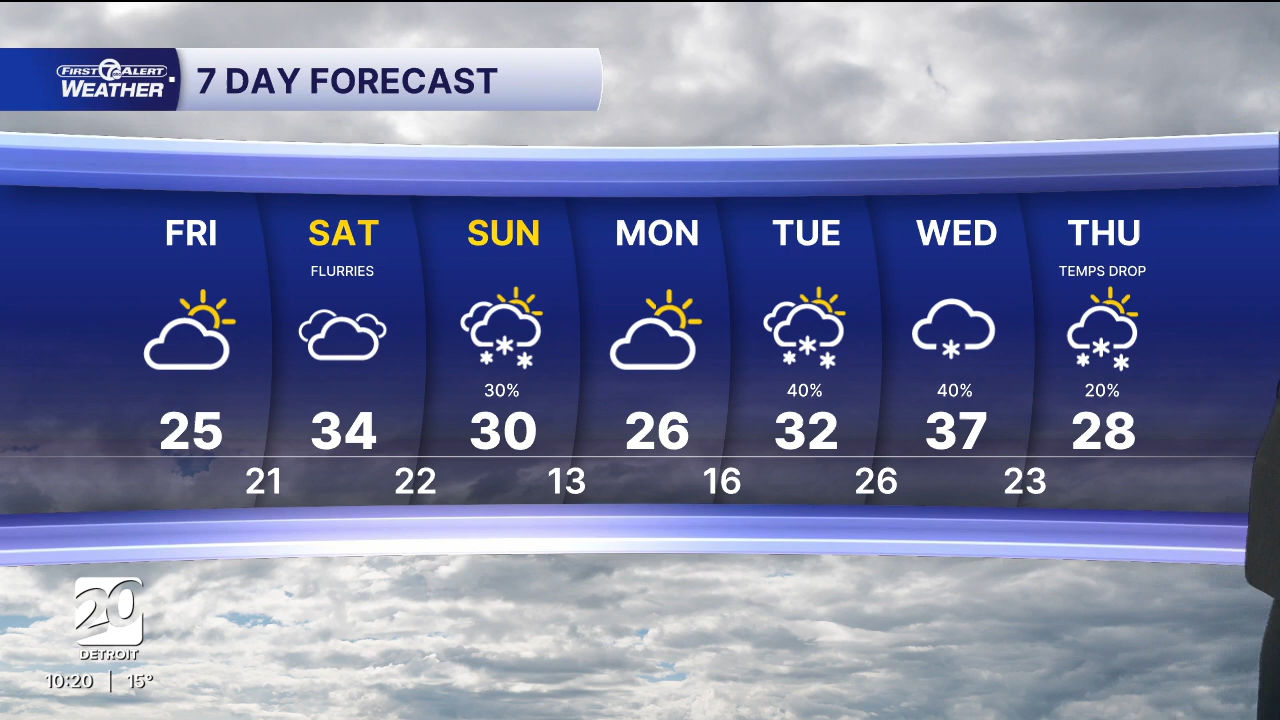 FIRST 7 ALERT
WEATHER
7 DAY FORECAST
FRI SAT SUN MON TUE WED THU
FLURRIES TEMPS DROP
30% 40% 40% 20%
25 34 30 26 32 37 28
21 22 13 16 26 23
20
DETROIT
10:20 | 15°